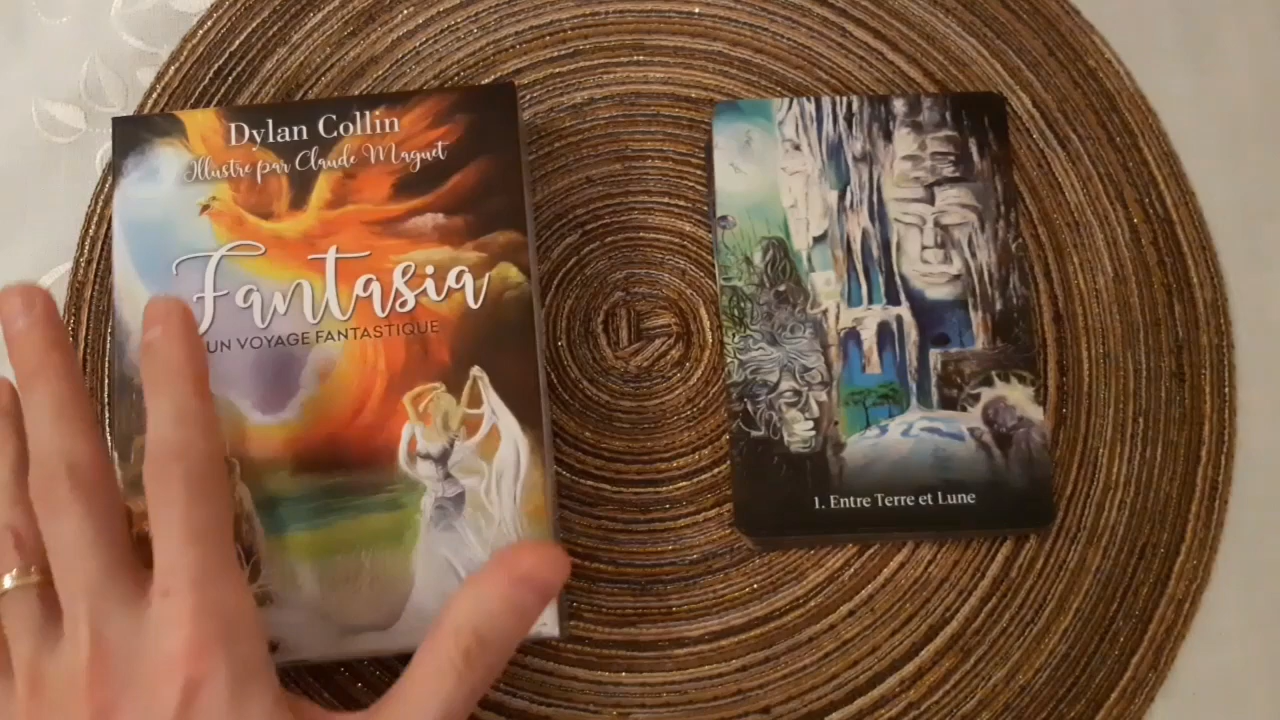 Dylan Collin
Illustré par Claude Maguet
Fantasia
UN VOYAGE FANTASTIQUE
1. Entre Terre et Lune